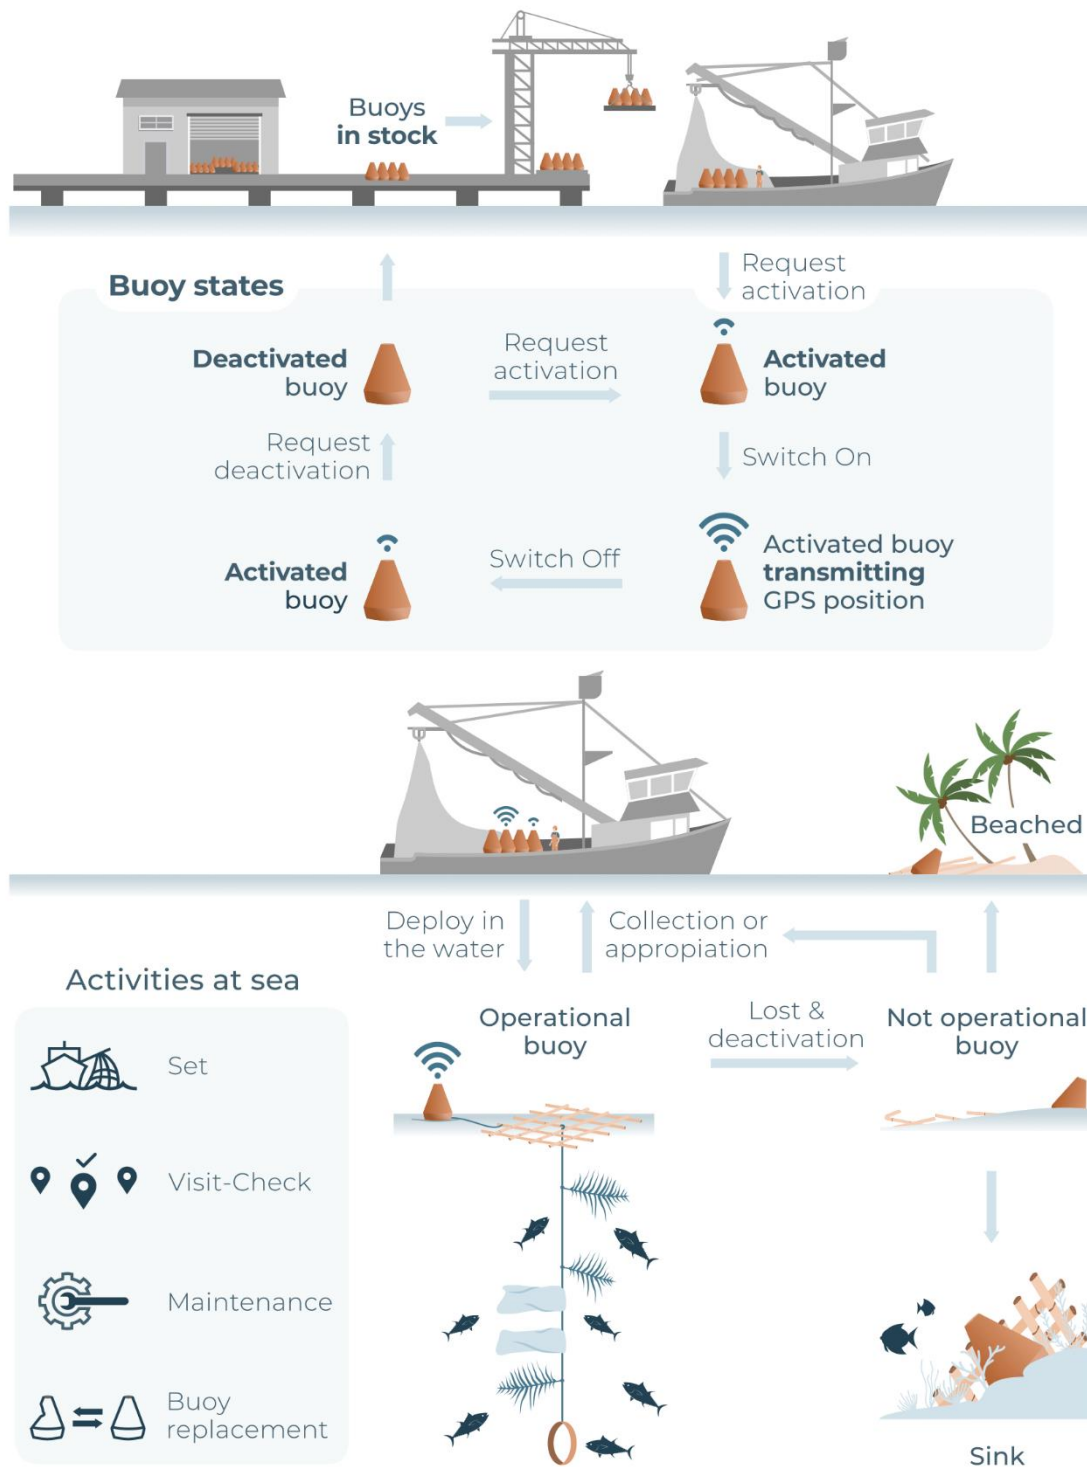 Buoys
in stock
Request
activation
Buoy states
Deactivated
buoy
Request
activation
Activated
buoy
Request
deactivation
Switch On
Activated
buoy
Switch Off
Activated buoy
transmitting
GPS position
Beached
Deploy in
the water
Collection or
appropiation
Activities at sea
Set
Visit-Check
Maintenance
Buoy
replacement
Operational
buoy
Lost &
deactivation
Not operational
buoy
Sink